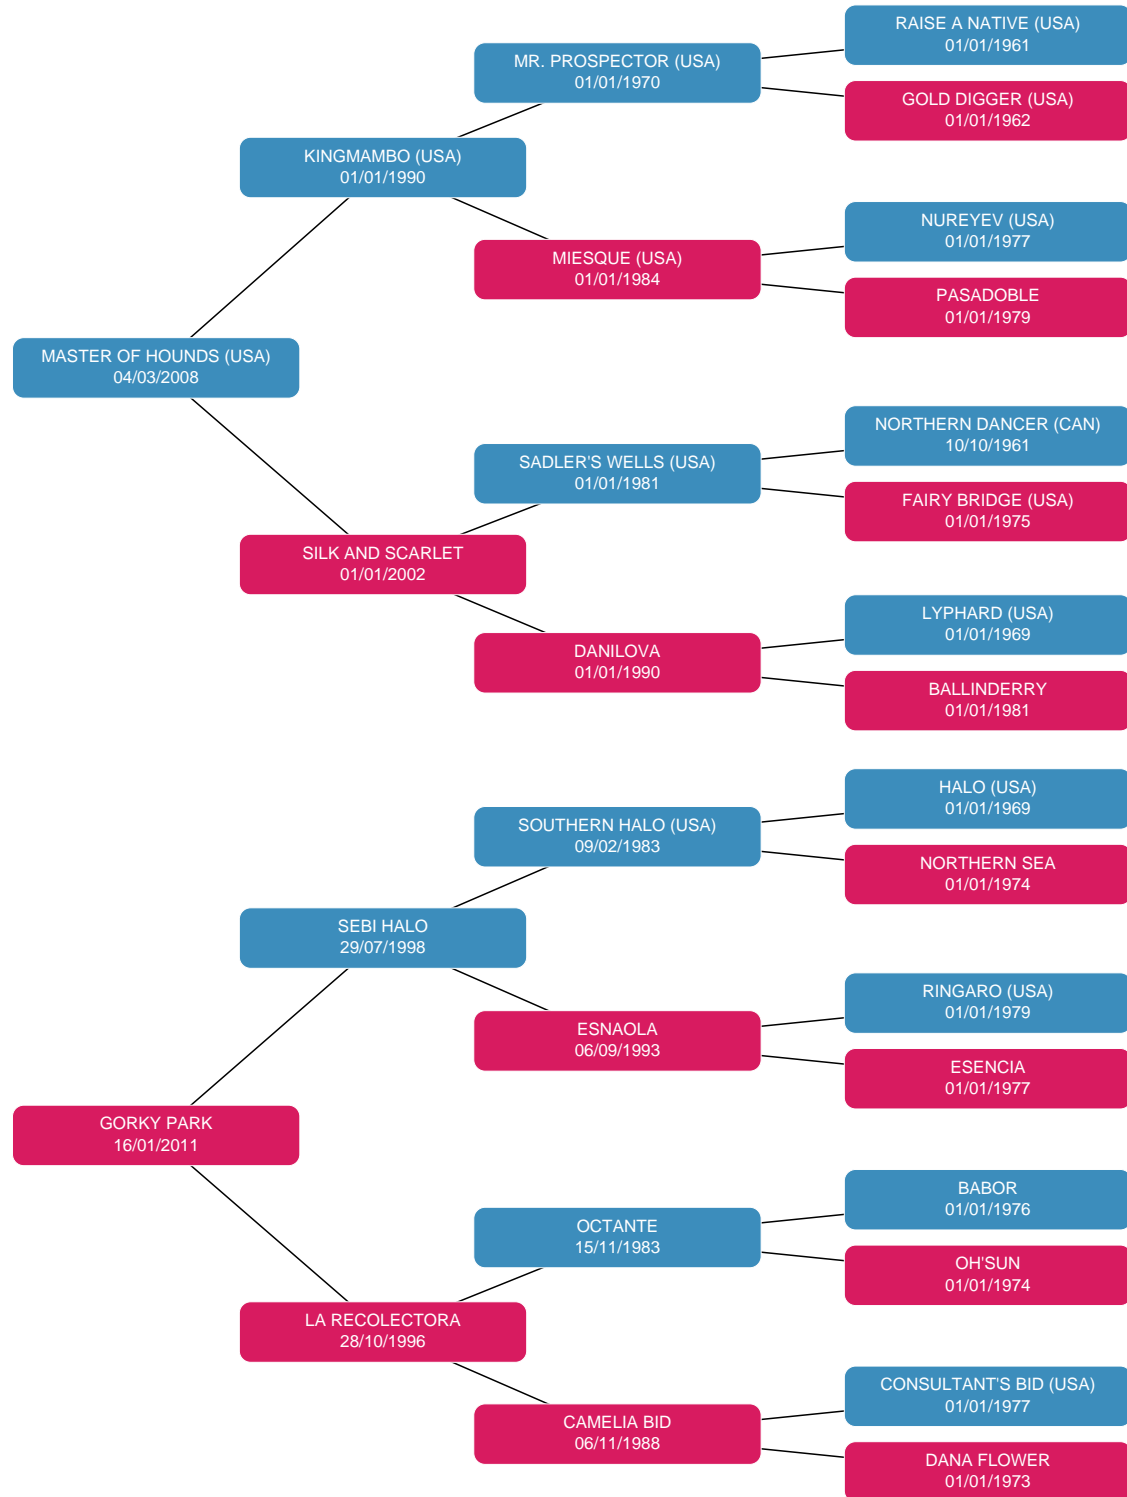 RAISE A NATIVE (USA)
01/01/1961
MR. PROSPECTOR (USA)
01/01/1970
GOLD DIGGER (USA)
01/01/1962
KINGMAMBO (USA)
01/01/1990
NUREYEV (USA)
01/01/1977
MIESQUE (USA)
01/01/1984
PASADOBLE
01/01/1979
MASTER OF HOUNDS (USA)
04/03/2008
NORTHERN DANCER (CAN)
10/10/1961
SADLER'S WELLS (USA)
01/01/1981
FAIRY BRIDGE (USA)
01/01/1975
SILK AND SCARLET
01/01/2002
LYPHARD (USA)
01/01/1969
DANILOVA
01/01/1990
BALLINDERRY
01/01/1981
HALO (USA)
01/01/1969
SOUTHERN HALO (USA)
09/02/1983
NORTHERN SEA
01/01/1974
SEBI HALO
29/07/1998
RINGARO (USA)
01/01/1979
ESNAOLA
06/09/1993
ESENCIA
01/01/1977
GORKY PARK
16/01/2011
BABOR
01/01/1976
OCTANTE
15/11/1983
OH'SUN
01/01/1974
LA RECOLECTORA
28/10/1996
CONSULTANT'S BID (USA)
01/01/1977
CAMELIA BID
06/11/1988
DANA FLOWER
01/01/1973